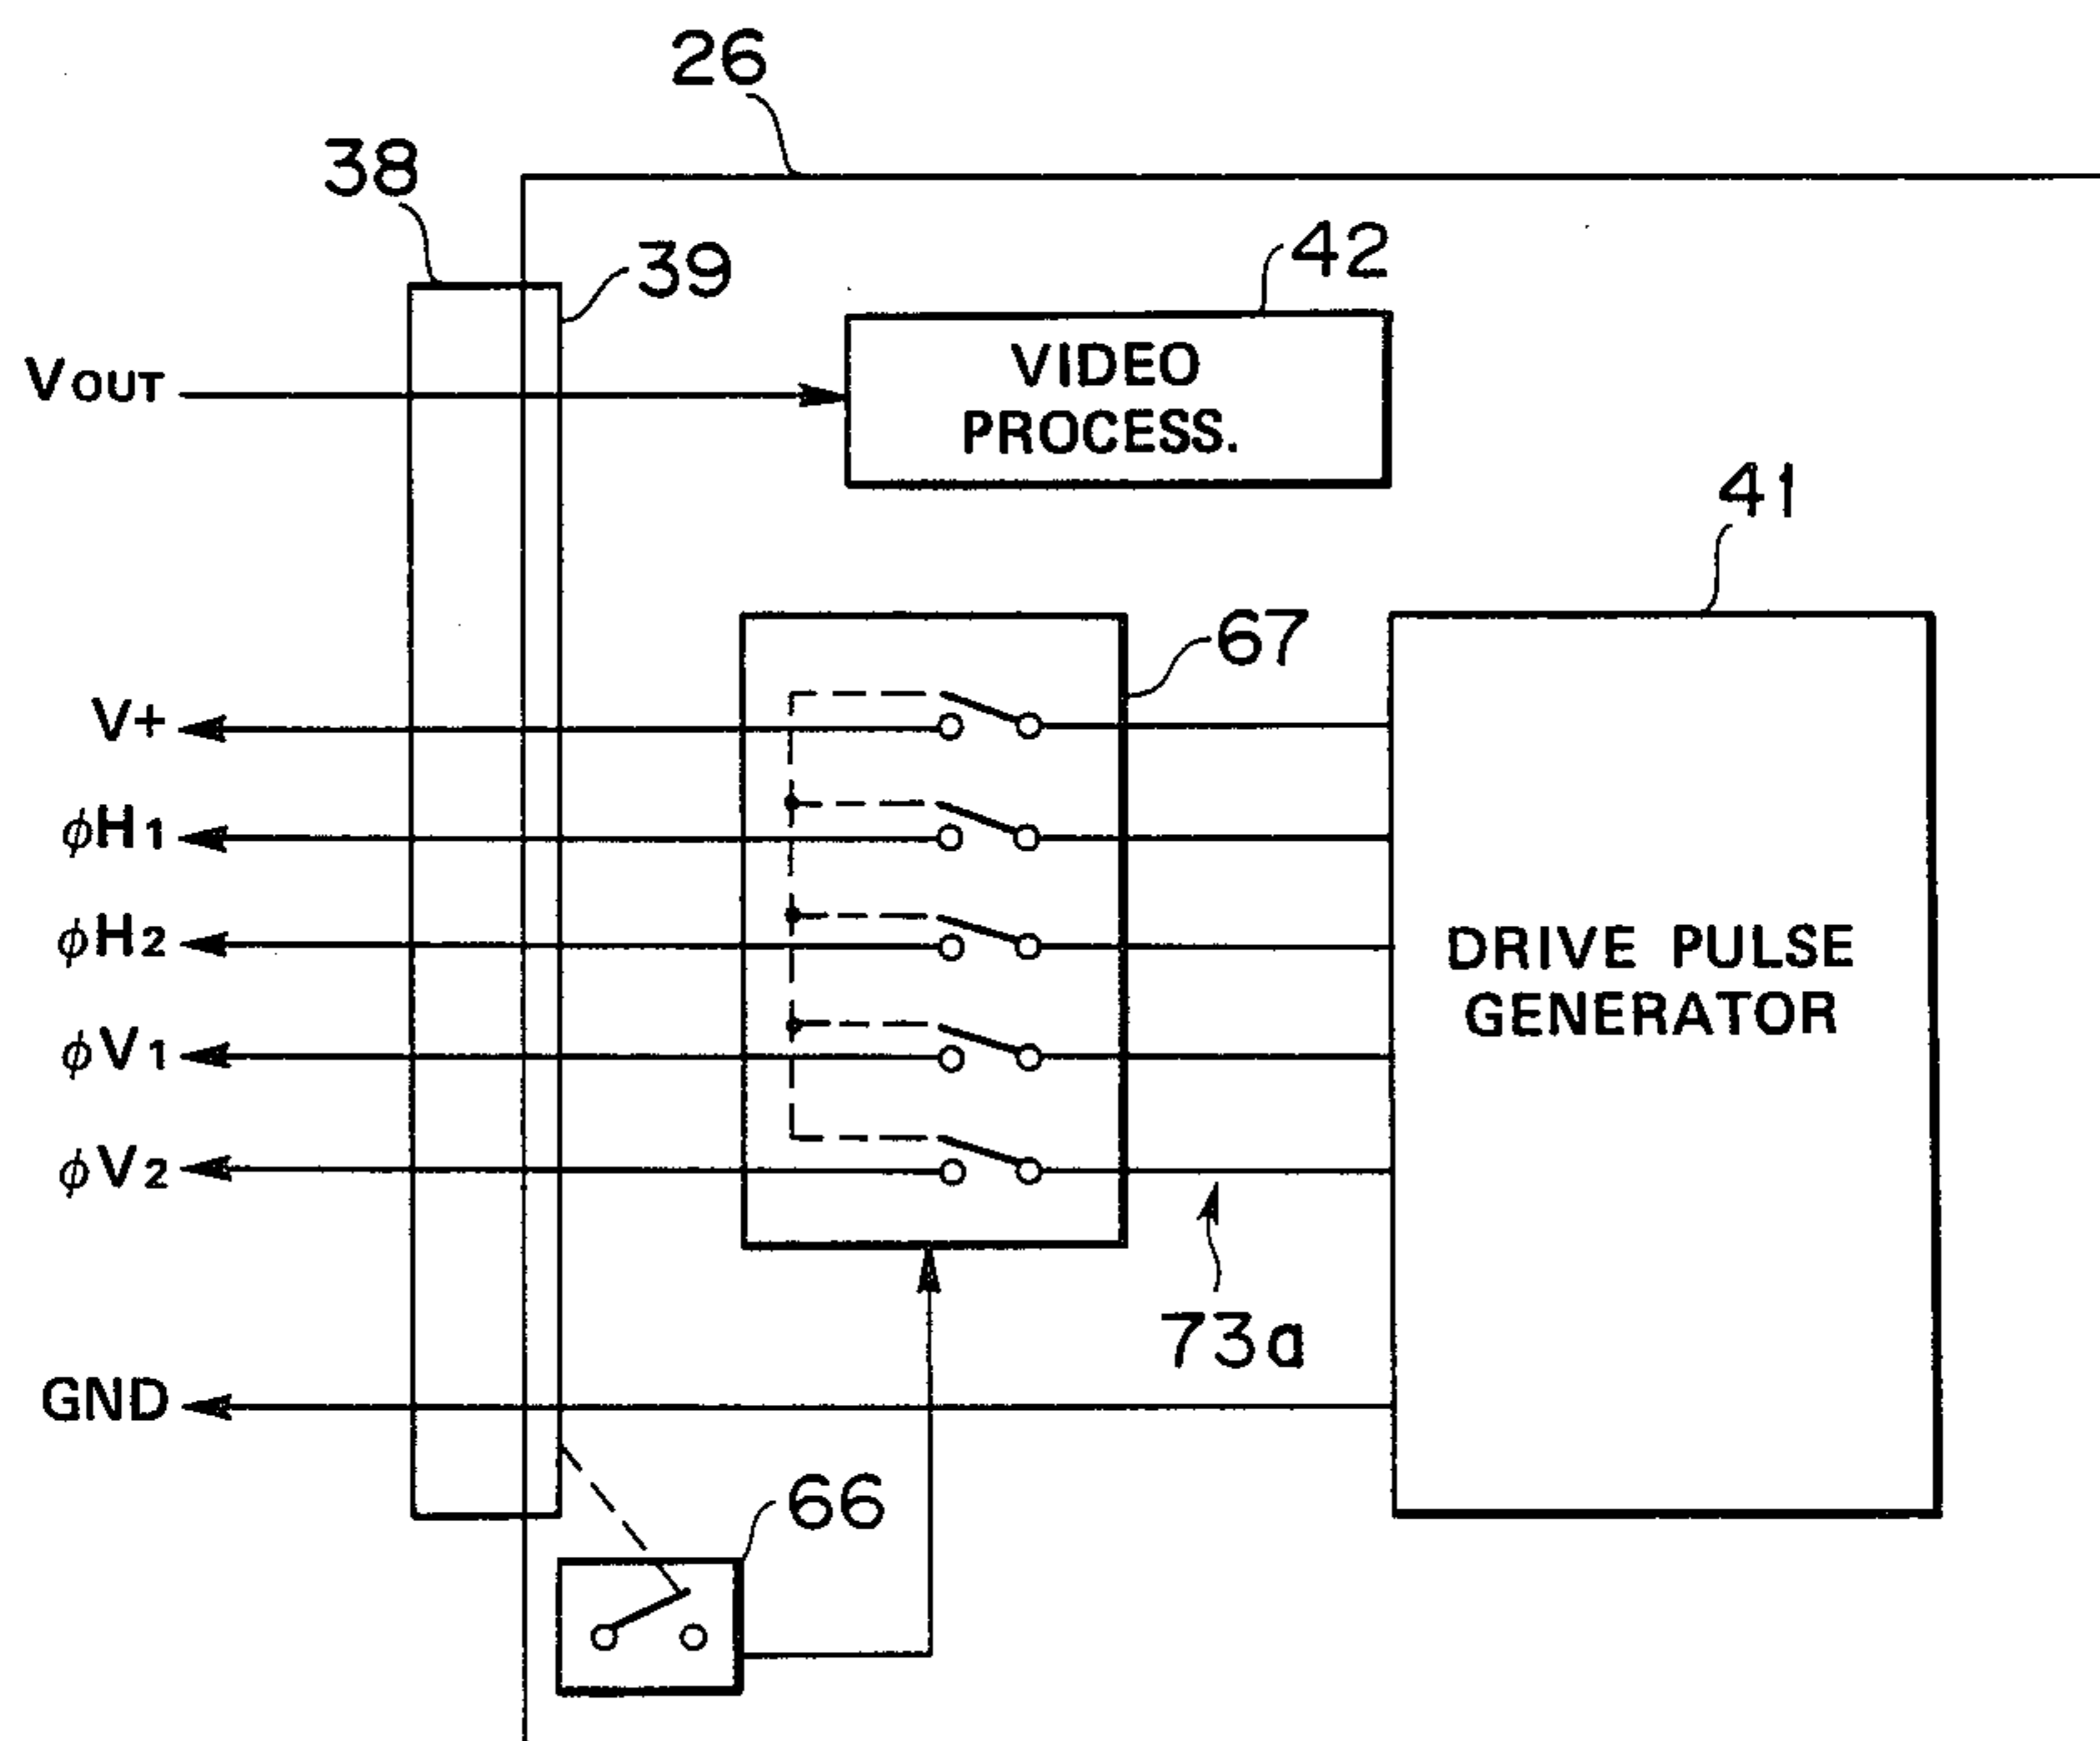 26
38
39
42
VOUT
VIDEO
PROCESS.
41
67
V+
φH1
φH2
DRIVE PULSE
GENERATOR
φV1
φV2
73a
GND
66